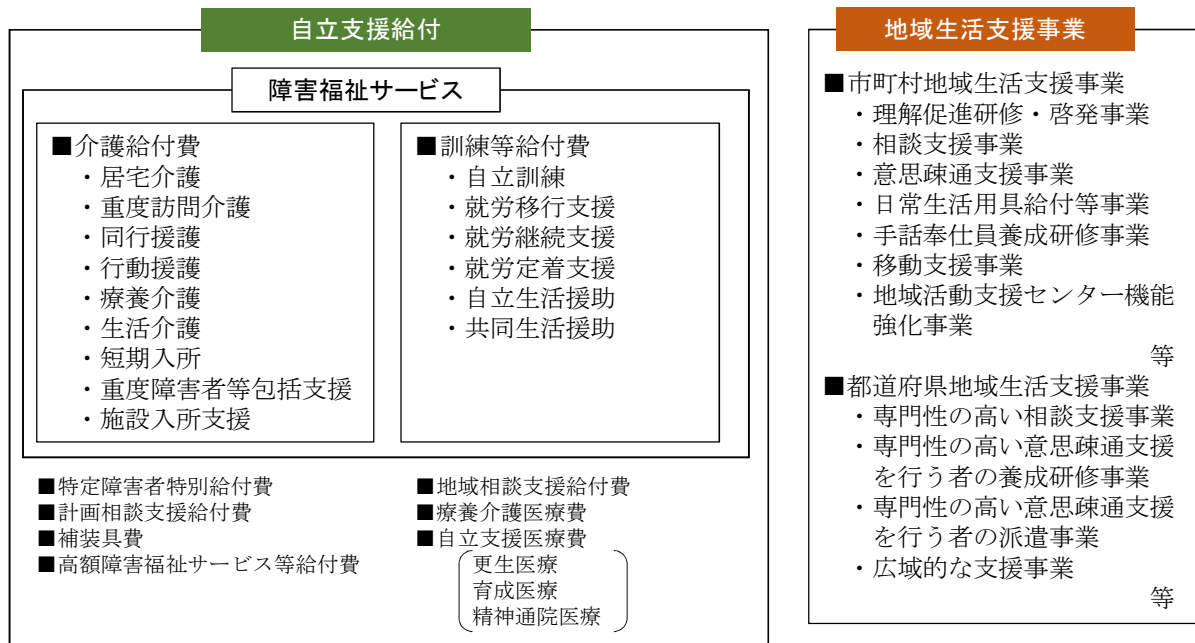 自立支援給付
障害福祉サービス
■介護給付費
・居宅介護
・重度訪問介護
・同行援護
・行動援護
・療養介護
・生活介護
・短期入所
・重度障害者等包括支援
・施設入所支援
■訓練等給付費
・自立訓練
・就労移行支援
・就労継続支援
・就労定着支援
・自立生活援助
・共同生活援助
■特定障害者特別給付費
■計画相談支援給付費
■補装具費
■高額障害福祉サービス等給付費
■地域相談支援給付費
■療養介護医療費
■自立支援医療費
更生医療
育成医療
精神通院医療
地域生活支援事業
■市町村地域生活支援事業
・理解促進研修・啓発事業
・相談支援事業
・意思疎通支援事業
・日常生活用具給付等事業
・手話奉仕員養成研修事業
・移動支援事業
・地域活動支援センター機能
強化事業
等
■都道府県地域生活支援事業
・専門性の高い相談支援事業
・専門性の高い意思疎通支援
を行う者の養成研修事業
・専門性の高い意思疎通支援
を行う者の派遣事業
・広域的な支援事業
等